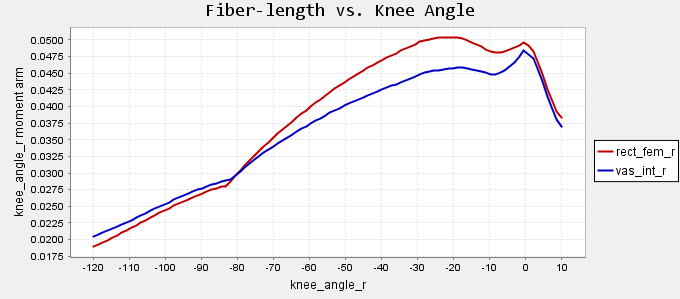 Fiber-length vs. Knee Angle
knee_angle_r moment arm
0.0500
0.0475
0.0450
0.0425
0.0400
0.0375
0.0350
0.0325
0.0300
0.0275
0.0250
0.0225
0.0200
0.0175
-120 -110 -100 -90 -80 -70 -60 -50 -40 -30 -20 -10 0 10
knee_angle_r
rect_fem_r
vas_int_r